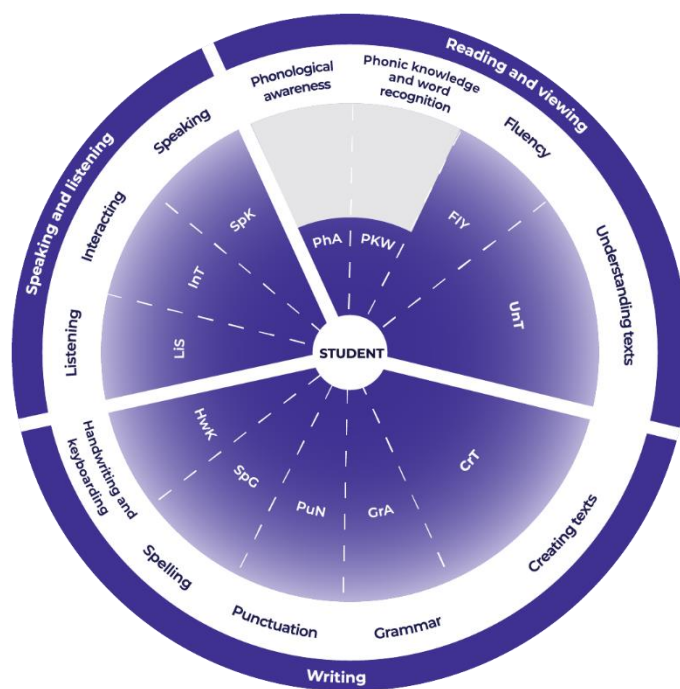 Reading and viewing
Phonological
awareness
Phonic knowledge
and word
recognition
Fluency
Understanding texts
PhA
PKW
FlY
UnT
Speaking and listening
Speaking
Interacting
Listening
SpK
InT
LiS
STUDENT
Writing
Handwriting and
keyboarding
Spelling
Punctuation
Grammar
Creating texts
HwK
SpG
PuN
GrA
CrT